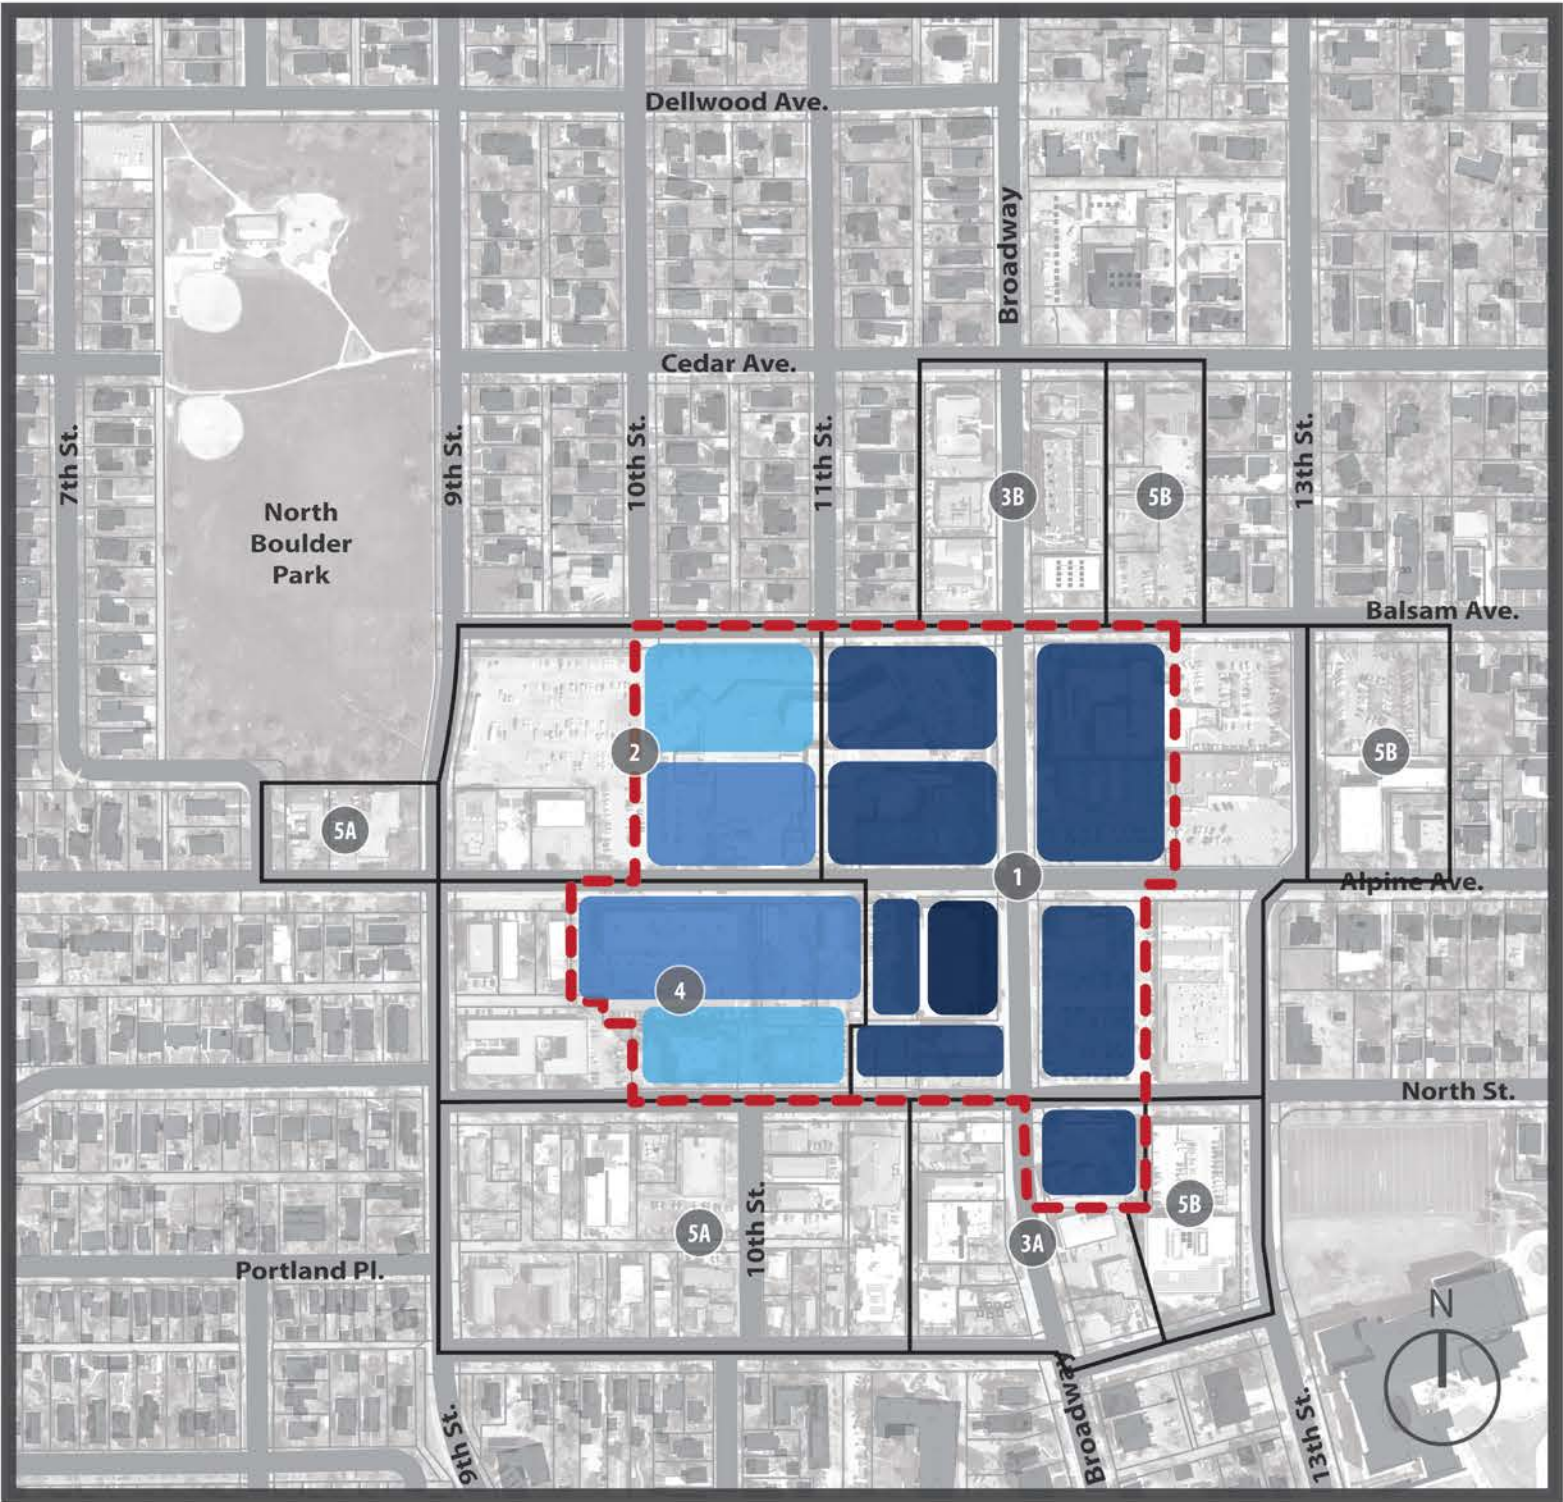 Dellwood Ave.
Broadway
Cedar Ave.
7th St.
9th St.
10th St.
11th St.
13th St.
3B
5B
North
Boulder
Park
Balsam Ave.
2
5B
5A
1
Alpine Ave.
4
North St.
5A
10th St.
3A
5B
Portland Pl.
N
9th St.
Broadway
13th St.